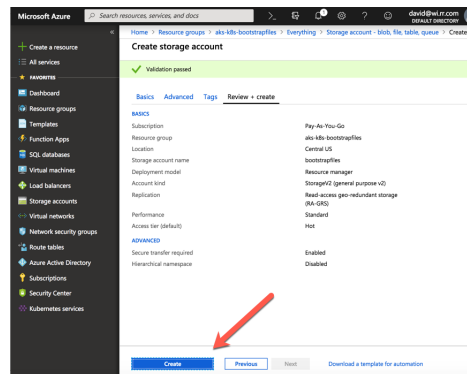 Microsoft Azure
Search resources, services, and docs
1
david@wi.rr.com
DEFAULT DIRECTORY
Home > Resource groups > aks-k8s-bootstrapfiles > Everything > Storage account - blob, file, table, queue > Create
Create storage account
Validation passed
Basics Advanced Tags Review + create
BASICS
Subscription Pay-As-You-Go
Resource group aks-k8s-bootstrapfiles
Location Central US
Storage account name bootstrapfiles
Deployment model Resource manager
Account kind StorageV2 (general purpose v2)
Replication Read-access geo-redundant storage
(RA-GRS)
Performance Standard
Access tier (default) Hot
ADVANCED
Secure transfer required Enabled
Hierarchical namespace Disabled
Create Previous Next Download a template for automation
Create a resource
All services
FAVORITES
Dashboard
Resource groups
Templates
Function Apps
SQL databases
Virtual machines
Load balancers
Storage accounts
Virtual networks
Network security groups
Route tables
Azure Active Directory
Subscriptions
Security Center
Kubernetes services